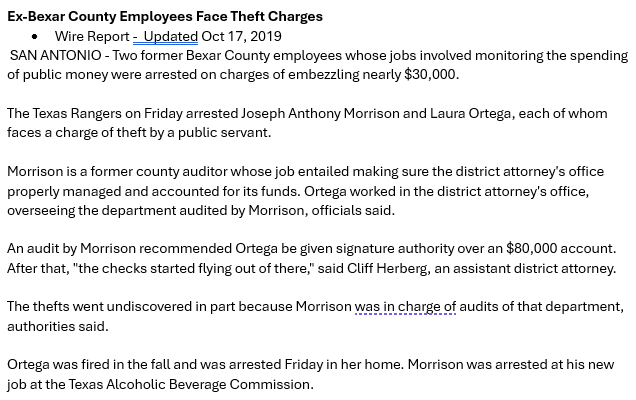 Ex-Bexar County Employees Face Theft Charges
• Wire Report -  Updated Oct 17, 2019
SAN ANTONIO - Two former Bexar County employees whose jobs involved monitoring the spending
of public money were arrested on charges of embezzling nearly $30,000.
The Texas Rangers on Friday arrested Joseph Anthony Morrison and Laura Ortega, each of whom
faces a charge of theft by a public servant.
Morrison is a former county auditor whose job entailed making sure the district attorney's office
properly managed and accounted for its funds. Ortega worked in the district attorney's office,
overseeing the department audited by Morrison, officials said.
An audit by Morrison recommended Ortega be given signature authority over an $80,000 account.
After that, "the checks started flying out of there," said Cliff Herberg, an assistant district attorney.
The thefts went undiscovered in part because Morrison was in charge of audits of that department,
authorities said.
Ortega was fired in the fall and was arrested Friday in her home. Morrison was arrested at his new
job at the Texas Alcoholic Beverage Commission.